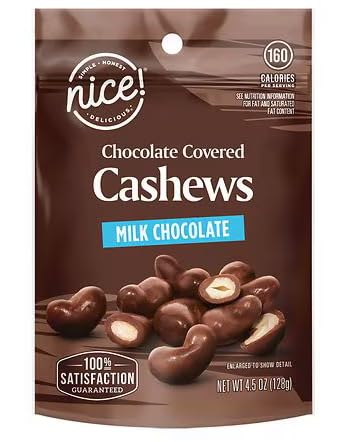 SIMPLE • HONEST
nice!
• DELICIOUS •
160
CALORIES
PER SERVING
SEE NUTRITION INFORMATION
FOR FAT AND SATURATED
FAT CONTENT
Chocolate Covered
Cashews
MILK CHOCOLATE
100%
SATISFACTION
GUARANTEED
ENLARGED TO SHOW DETAIL
NET WT 4.5 OZ (128g)